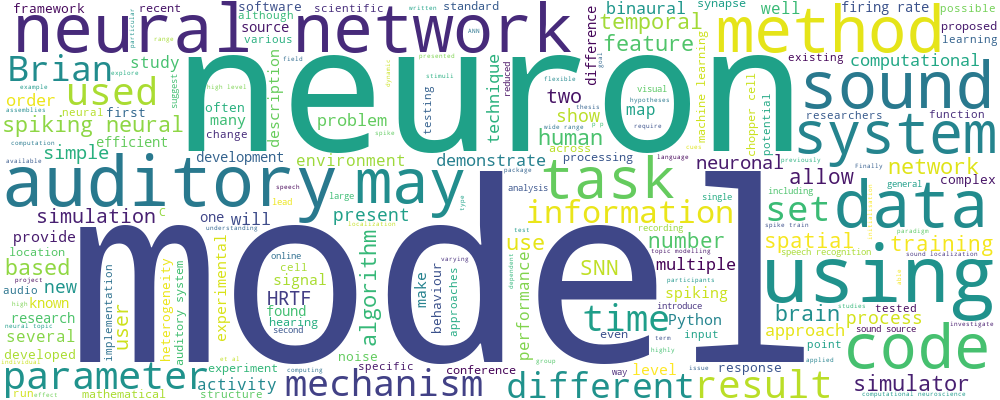 framework recent neural network software scientific standard binaural synapse well firing rate possible
although source written ANN difference temporal existing method proposed learning
particular various field feature computational
Brian study neuron technique reduced sound
example suggest explore high level description presented stimuli flexible goal visual machine learning dynamics
used order often testing two map chopper cell potential researchers function
assemblies neural first many problem thesis hypotheses show human
spiking neural efficient change wide range require across spike system
computation simple development environment demonstrate processing neuronal network previously
available package language allow Finally complex
auditory may task data
speech analysis single including general
simulation C one will present large lead type information recording set spike train paradigm
provide understanding localization test topic modelling number spatial training
location algorithm use participants speech recognition sound localization
based project implementation heterogeneity auditory system experimental online cell signal make behaviour approaches varying dependent SNN multiple using
audio new user HRTF found performance spiking introduce brain tested studies
high known second hearing time Python process
research model even input approach sound source investigate
neural topic several term point
developed experiment et al noise group highly level response applied code
individual computing specific conference way issue
parameter run effect activity mechanism different result simulator
mathematical structure computational neuroscience